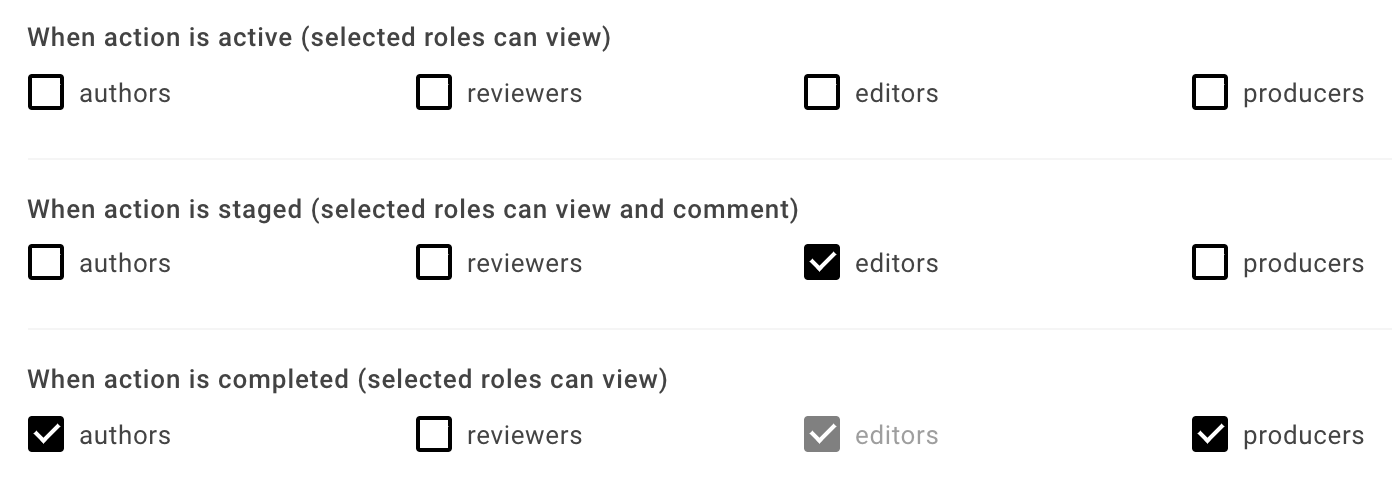 When action is active (selected roles can view)
authors reviewers editors producers
When action is staged (selected roles can view and comment)
authors reviewers editors producers
When action is completed (selected roles can view)
authors reviewers editors producers